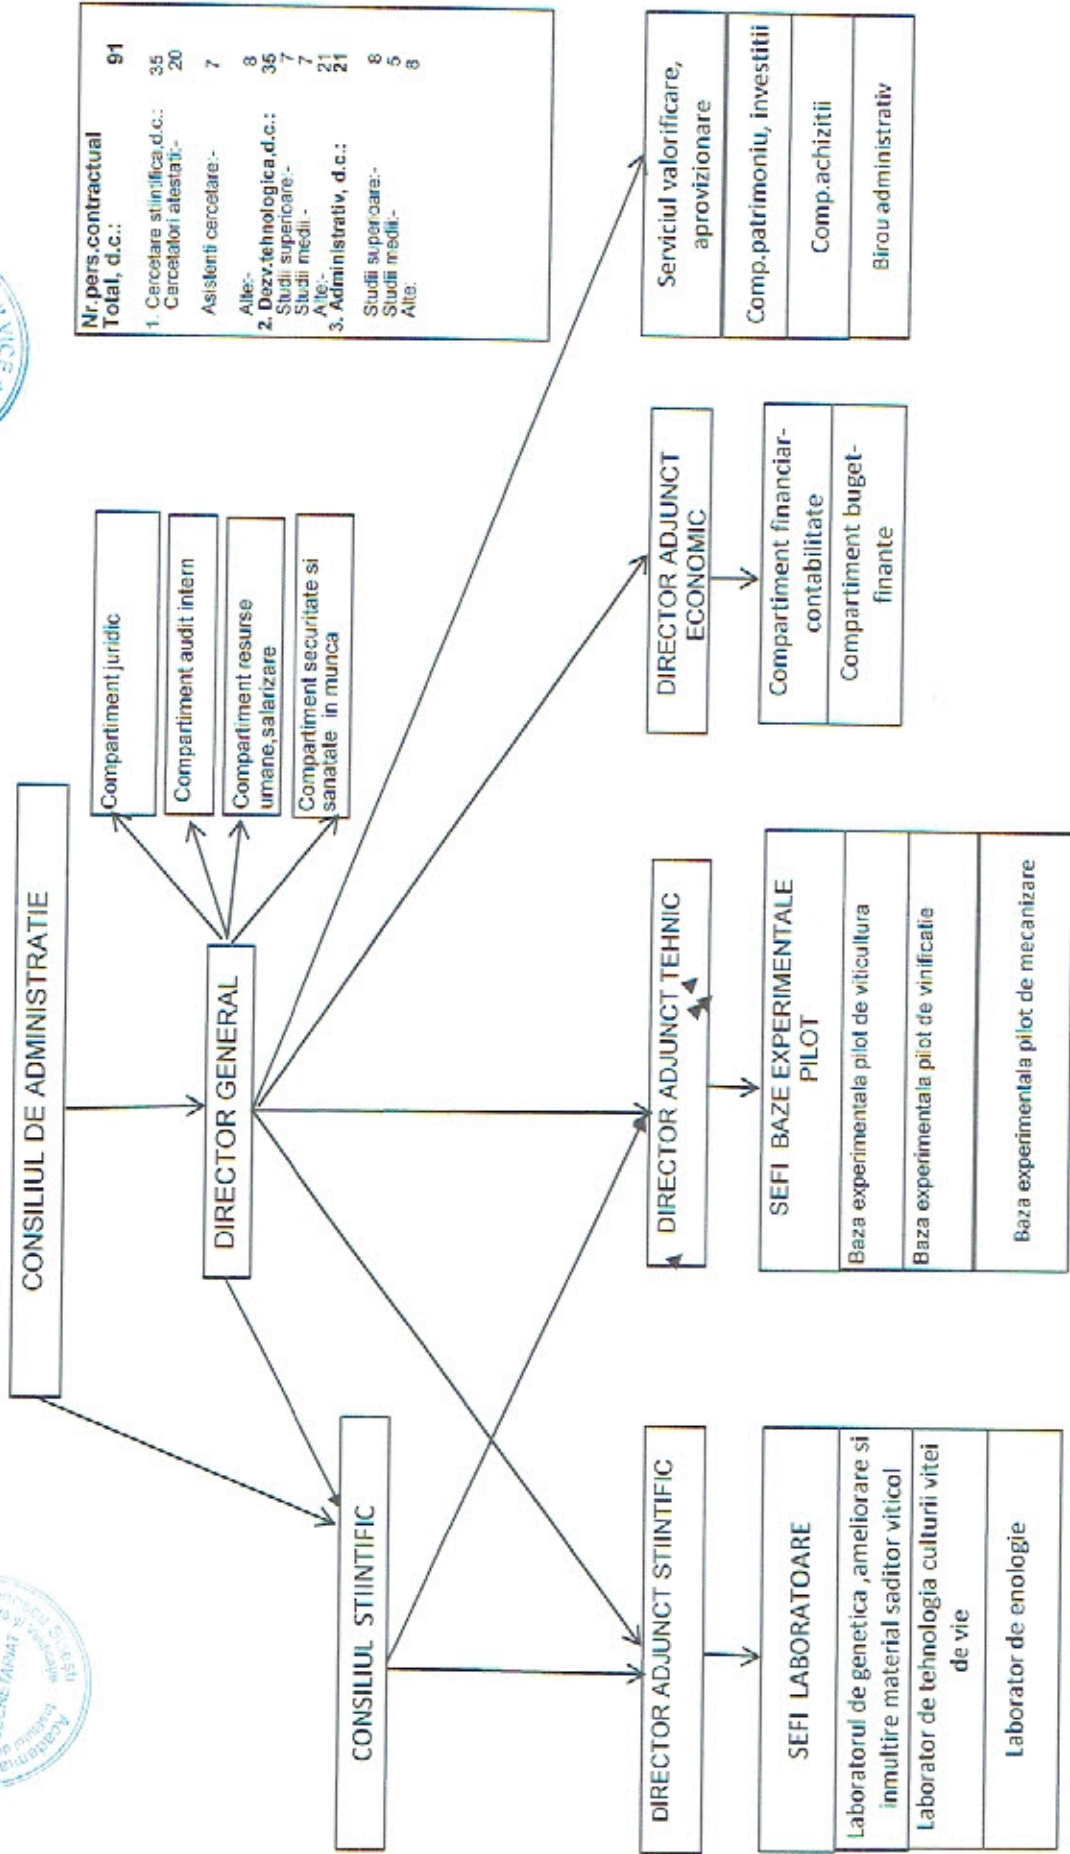 CONSILIUL DE ADMINISTRATIE
Nr.pers.contractual
Total, d.c.: 91
1. Cercetare stiintifica,d.c.: 35
Cercetatori atestati:- 20
Asistenti cercetare:- 7
Alte:- 8
2. Dezv.tehnologica,d.c.: 35
Studii superioare:- 7
Studii medii:- 7
Alte:- 21
3. Administrativ, d.c.: 21
Studii superioare:- 8
Studii medii:- 5
Alte: 8
Compartiment juridic
Compartiment audit intern
Compartiment resurse
umane,salarizare
Compartiment securitate si
sanatate in munca
DIRECTOR GENERAL
CONSILIUL STIINTIFIC
DIRECTOR ADJUNCT STIINTIFIC
DIRECTOR ADJUNCT TEHNIC
DIRECTOR ADJUNCT
ECONOMIC
Serviciul valorificare,
aprovizionare
Comp.patrimoniu, investitii
Comp.achizitii
Birou administrativ
SEFI LABORATOARE
Laboratorul de genetica ,ameliorare si
inmultire material saditor viticol
Laborator de tehnologia culturii vitei
de vie
Laborator de enologie
SEFI BAZE EXPERIMENTALE
PILOT
Baza experimentala pilot de viticultura
Baza experimentala pilot de vinificatie
Baza experimentala pilot de mecanizare
Compartiment financiar-
contabilitate
Compartiment buget-
finante